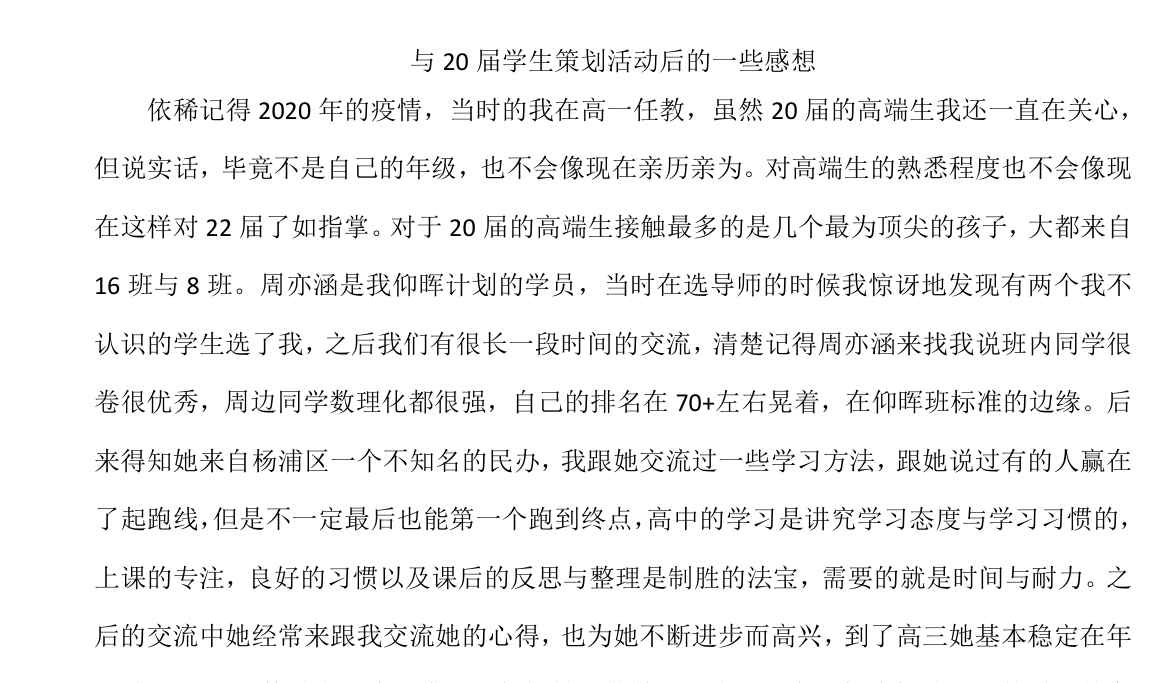 与 20 届学生策划活动后的一些感想
依稀记得 2020 年的疫情，当时的我在高一任教，虽然 20 届的高端生我还一直在关心，
但说实话，毕竟不是自己的年级，也不会像现在亲历亲为。对高端生的熟悉程度也不会像现
在这样对 22 届了如指掌。对于 20 届的高端生接触最多的是几个最为顶尖的孩子，大都来自
16 班与 8 班。周亦涵是我仰晖计划的学员，当时在选导师的时候我惊讶地发现有两个我不
认识的学生选了我，之后我们有很长一段时间的交流，清楚记得周亦涵来找我说班内同学很
卷很优秀，周边同学数理化都很强，自己的排名在 70+左右晃着，在仰晖班标准的边缘。后
来得知她来自杨浦区一个不知名的民办，我跟她交流过一些学习方法，跟她说过有的人赢在
了起跑线，但是不一定最后也能第一个跑到终点，高中的学习是讲究学习态度与学习习惯的，
上课的专注，良好的习惯以及课后的反思与整理是制胜的法宝，需要的就是时间与耐力。之
后的交流中她经常来跟我交流她的心得，也为她不断进步而高兴，到了高三她基本稳定在年